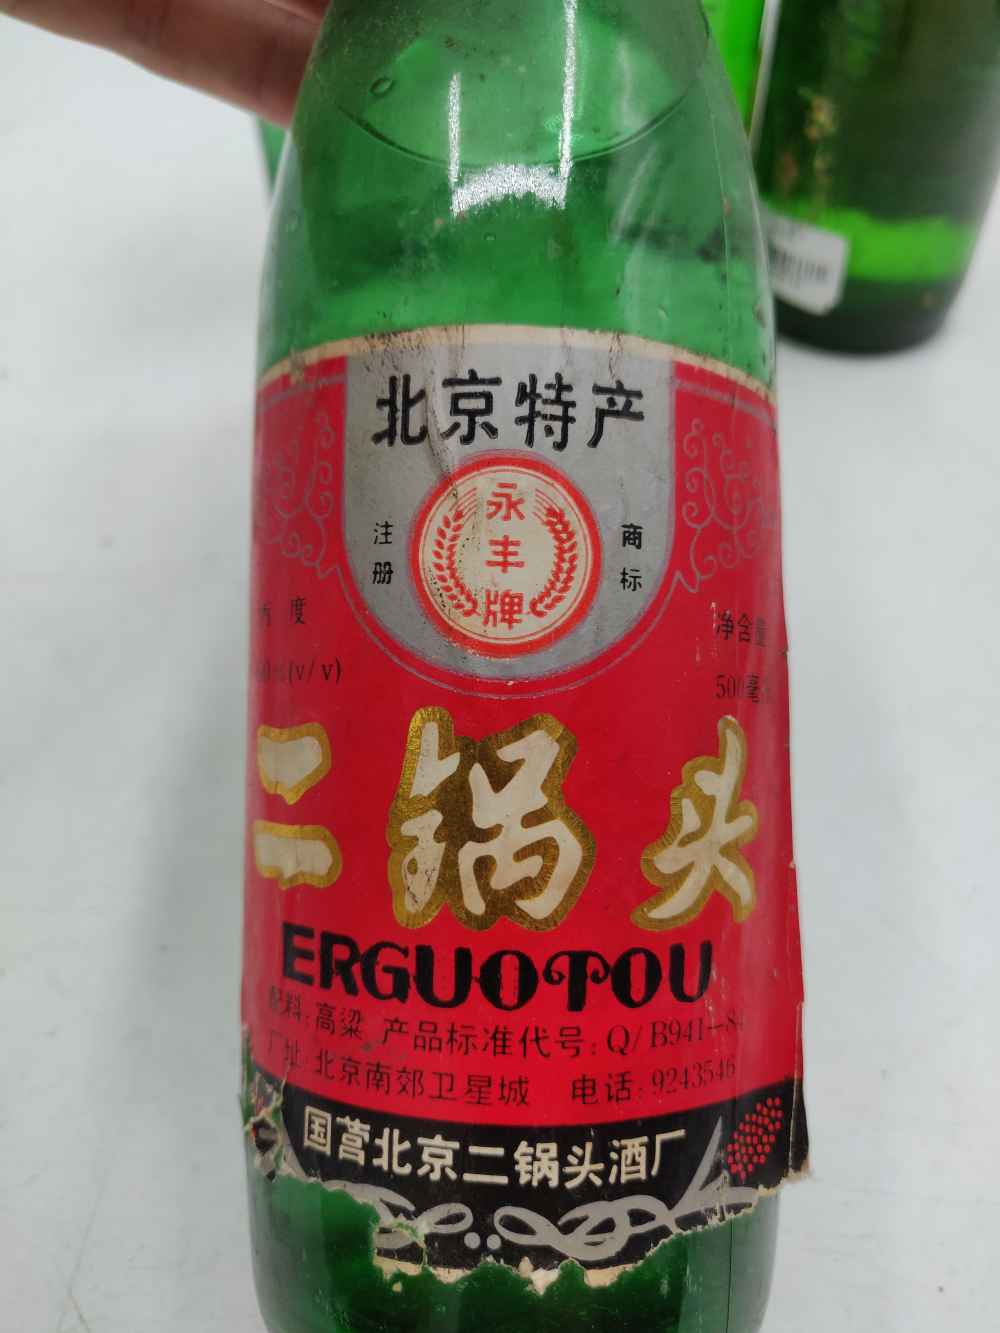 北京特产
永丰牌
注册
商标
度
净含量
(v/v)
二锅头
ERGUOTOU
配料:高粱 产品标准代号:Q/B941-84
厂址:北京南郊卫星城 电话:9243546
国营北京二锅头酒厂